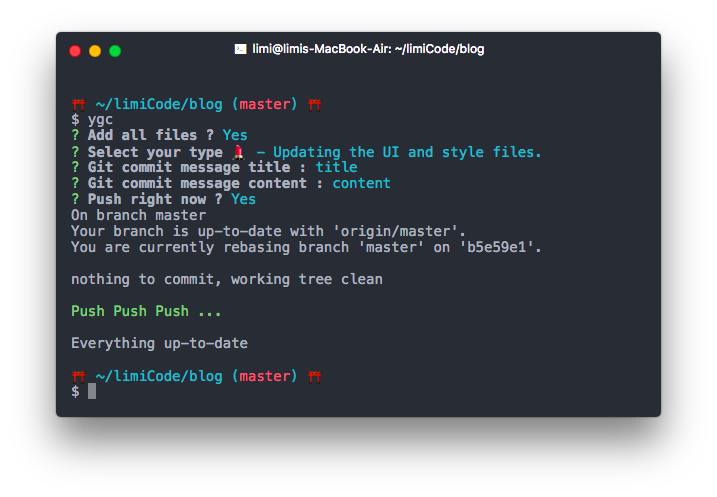 limi@limis-MacBook-Air: ~/limiCode/blog
⛩ ~/limiCode/blog (master) ⛩
$ ygc
? Add all files ? Yes
? Select your type 💄 – Updating the UI and style files.
? Git commit message title : title
? Git commit message content : content
? Push right now ? Yes
On branch master
Your branch is up-to-date with 'origin/master'.
You are currently rebasing branch 'master' on 'b5e59e1'.
nothing to commit, working tree clean
Push Push Push ...
Everything up-to-date
⛩ ~/limiCode/blog (master) ⛩
$